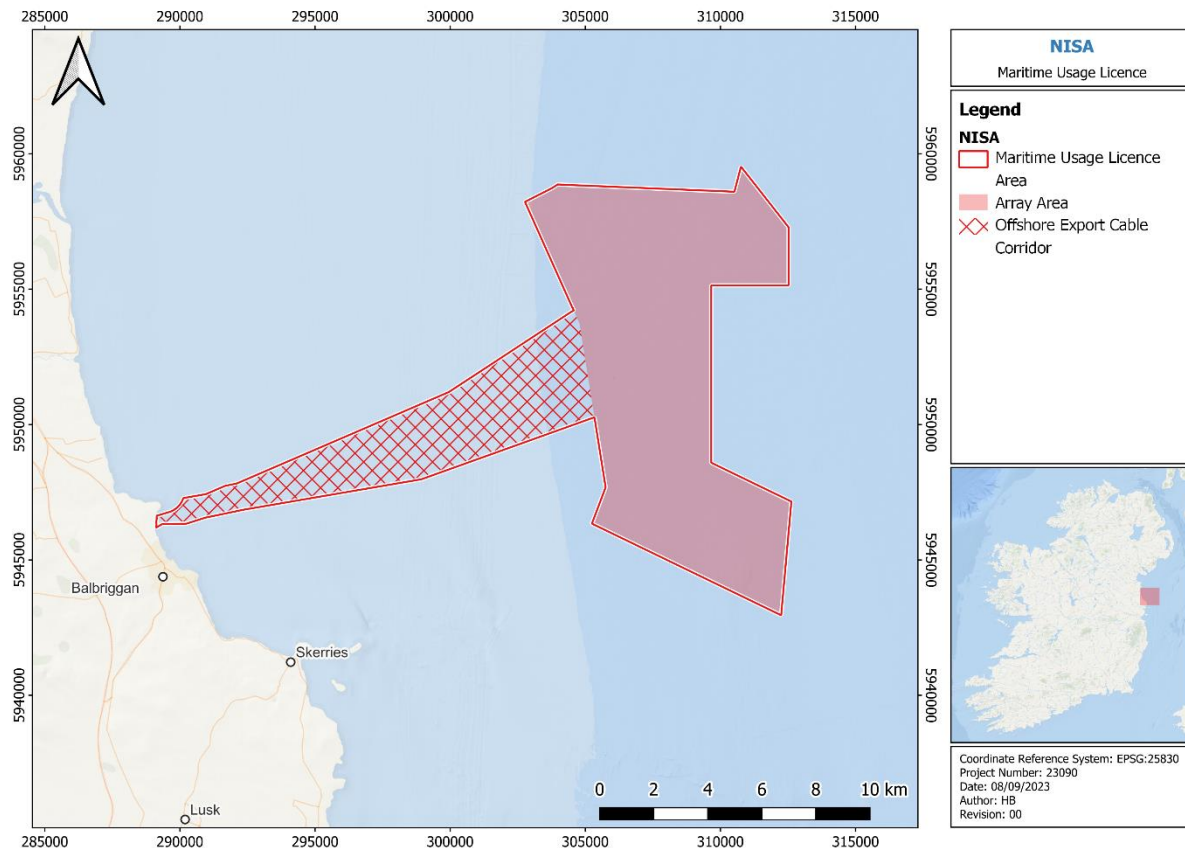 285000
290000
295000
300000
305000
310000
315000
5960000
5955000
5950000
5945000
5940000
Balbriggan
Skerries
Lusk
0 2 4 6 8 10 km
5960000
5955000
5950000
5945000
5940000
285000
290000
295000
300000
305000
310000
315000
NISA
Maritime Usage Licence
Legend
NISA
Maritime Usage Licence
Area
Array Area
Offshore Export Cable
Corridor
Coordinate Reference System: EPSG:25830
Project Number: 23090
Date: 08/09/2023
Author: HB
Revision: 00